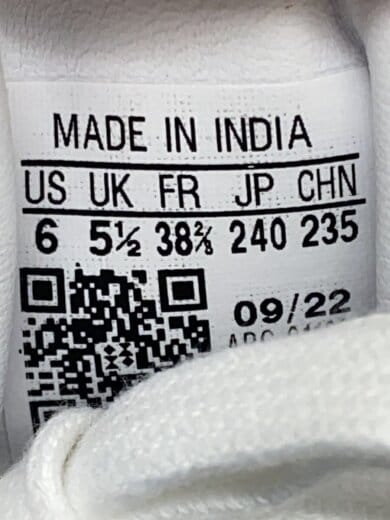 MADE IN INDIA
US UK FR JP CHN
6 5½ 38⅔ 240 235
09/22